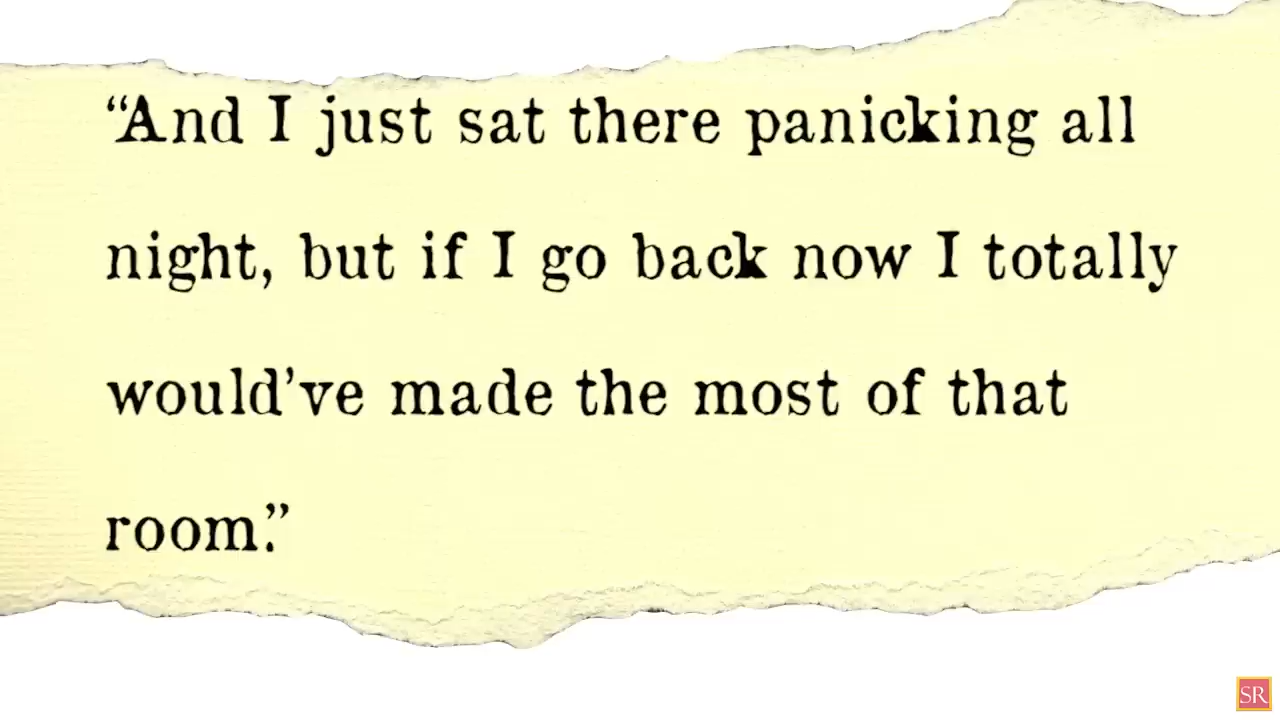 “And I just sat there panicking all
night, but if I go back now I totally
would’ve made the most of that
room.”
SR